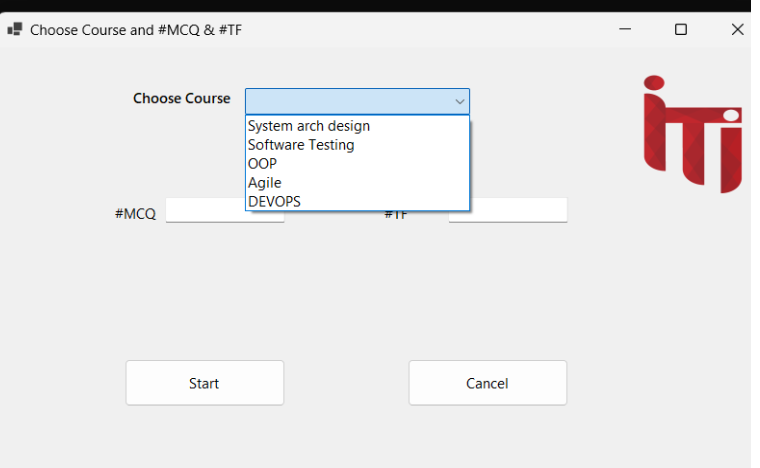 Choose Course and #MCQ & #TF
Choose Course
System arch design
Software Testing
OOP
Agile
DEVOPS
#MCQ
#TF
Start
Cancel
iTi